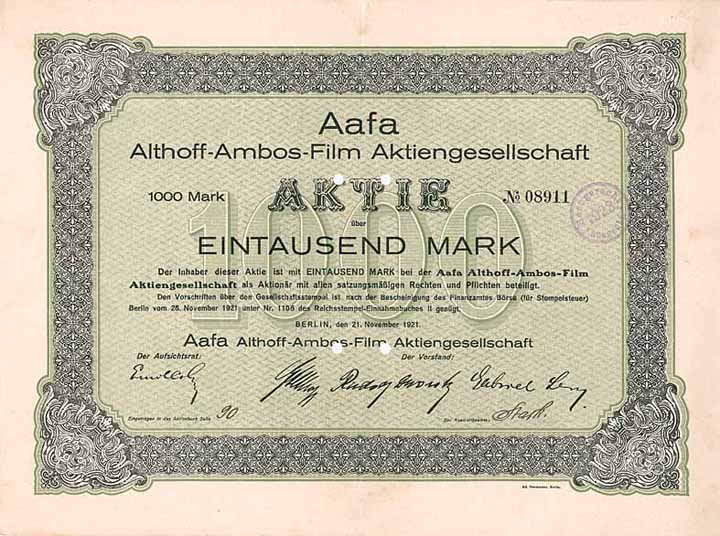 Aafa
Althoff-Ambos-Film Aktiengesellschaft
1000 Mark AKTIE № 08911
über
1000
EINTAUSEND MARK
Der Inhaber dieser Aktie ist mit EINTAUSEND MARK bei der Aafa Althoff-Ambos-Film
Aktiengesellschaft als Aktionär mit allen satzungsmäßigen Rechten und Pflichten beteiligt.
Den Vorschriften über den Gesellschaftsstempel ist nach der Bescheinigung des Finanzamtes Börse (für Stempelsteuer)
Berlin vom 26. November 1921 unter Nr. 1108 des Reichsstempel-Einnahmebuches II genügt.
BERLIN, den 21. November 1921.
Aafa Althoff-Ambos-Film Aktiengesellschaft
Der Aufsichtsrat: Der Vorstand:
Rudolf Gabriel Levy
Eingetragen in das Aktienbuch Seite 90
Der Kontrollbeamte: